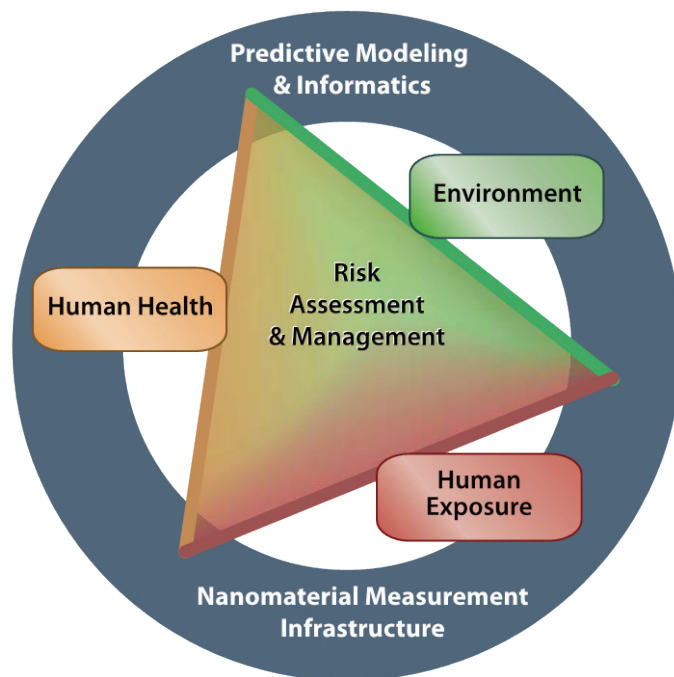 Predictive Modeling
& Informatics
Environment
Risk
Assessment
& Management
Human Health
Human
Exposure
Nanomaterial Measurement
Infrastructure